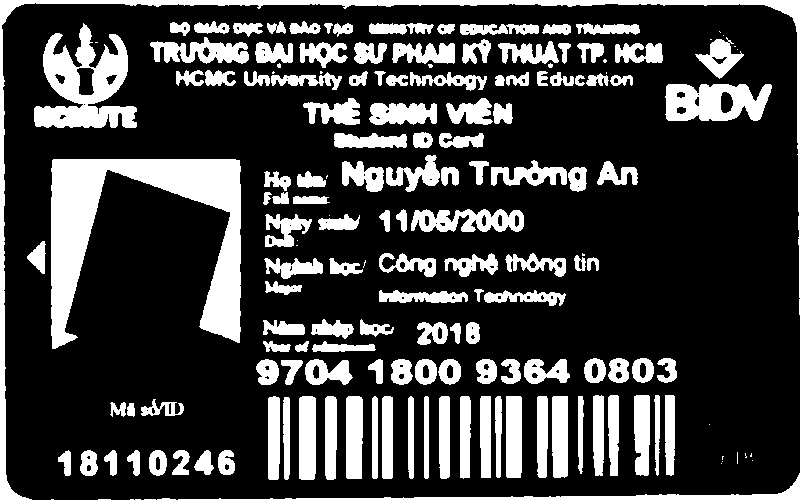 BỘ GIÁO DỤC VÀ ĐÀO TẠO MINISTRY OF EDUCATION AND TRAINING
TRƯỜNG ĐẠI HỌC SƯ PHẠM KỸ THUẬT TP. HCM
HCMC University of Technology and Education
HCMUTE
BIDV
THẺ SINH VIÊN
Student ID Card
Họ tên/ Nguyễn Trường An
Full name:
Ngày sinh/ 11/05/2000
DoB:
Ngành học/ Công nghệ thông tin
Major Information Technology
Năm nhập học/ 2018
Year of admission:
9704 1800 9364 0803
Mã số/ID
18110246